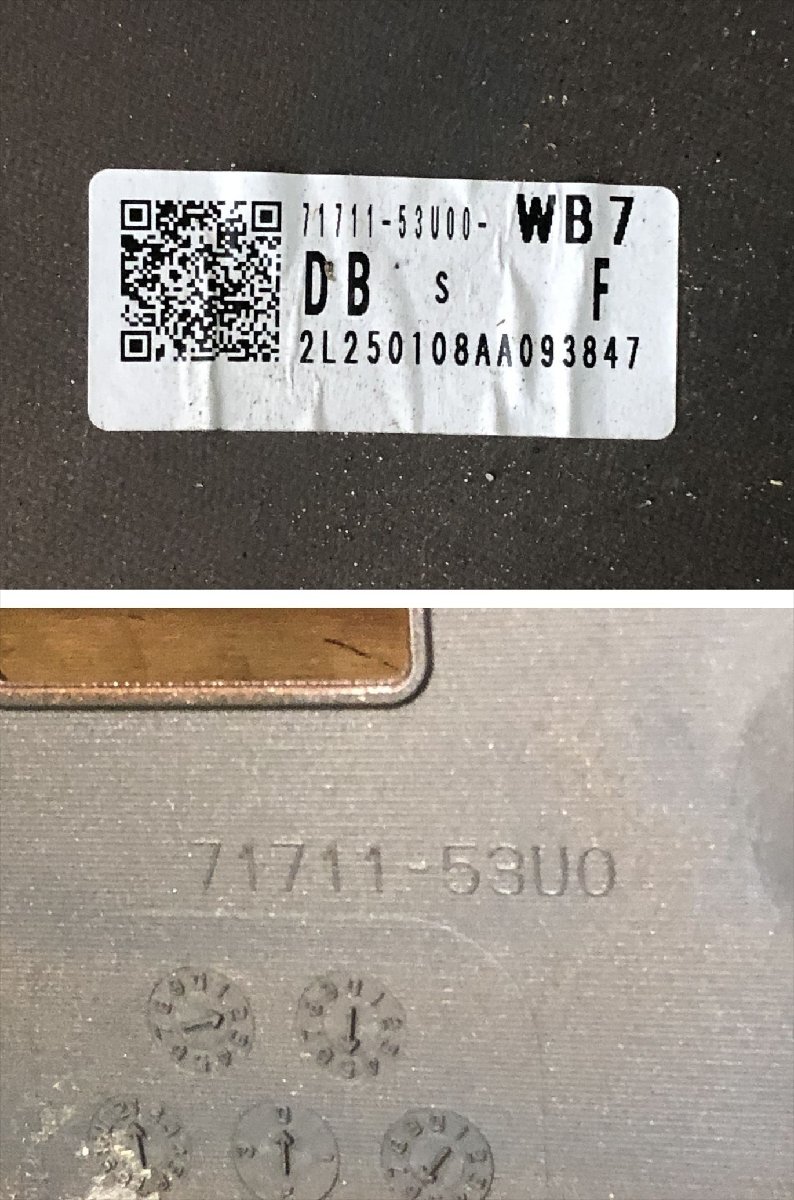 71711-53U00- WB7
DB S F
2L250108AA093847
71711-53U0